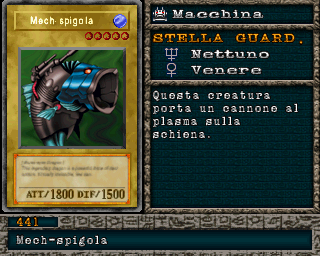 Mech-spigola
ATT/1800 DIF/1500
Macchina
STELLA GUARD.
Nettuno
Venere
Questa creatura
porta un cannone al
plasma sulla
schiena.
441
Mech-spigola